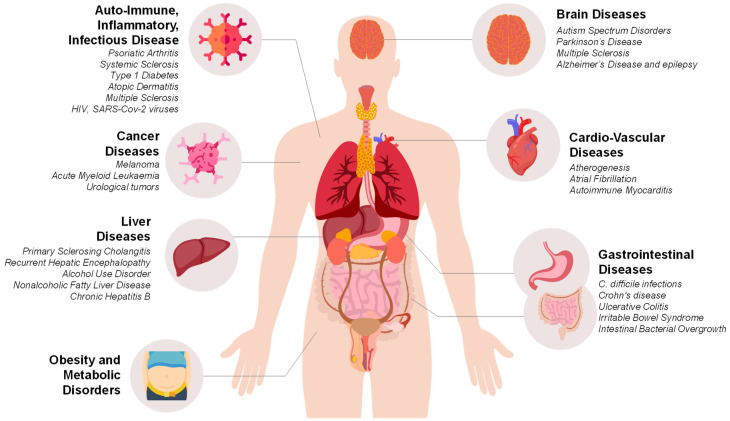 Auto-Immune,
Inflammatory,
Infectious Disease
Psoriatic Arthritis
Systemic Sclerosis
Type 1 Diabetes
Atopic Dermatitis
Multiple Sclerosis
HIV, SARS-Cov-2 viruses
Cancer
Diseases
Melanoma
Acute Myeloid Leukaemia
Urological tumors
Liver
Diseases
Primary Sclerosing Cholangitis
Recurrent Hepatic Encephalopathy
Alcohol Use Disorder
Nonalcoholic Fatty Liver Disease
Chronic Hepatitis B
Obesity and
Metabolic
Disorders
Brain Diseases
Autism Spectrum Disorders
Parkinson's Disease
Multiple Sclerosis
Alzheimer's Disease and epilepsy
Cardio-Vascular
Diseases
Atherogenesis
Atrial Fibrillation
Autoimmune Myocarditis
Gastrointestinal
Diseases
C. difficile infections
Crohn's disease
Ulcerative Colitis
Irritable Bowel Syndrome
Intestinal Bacterial Overgrowth